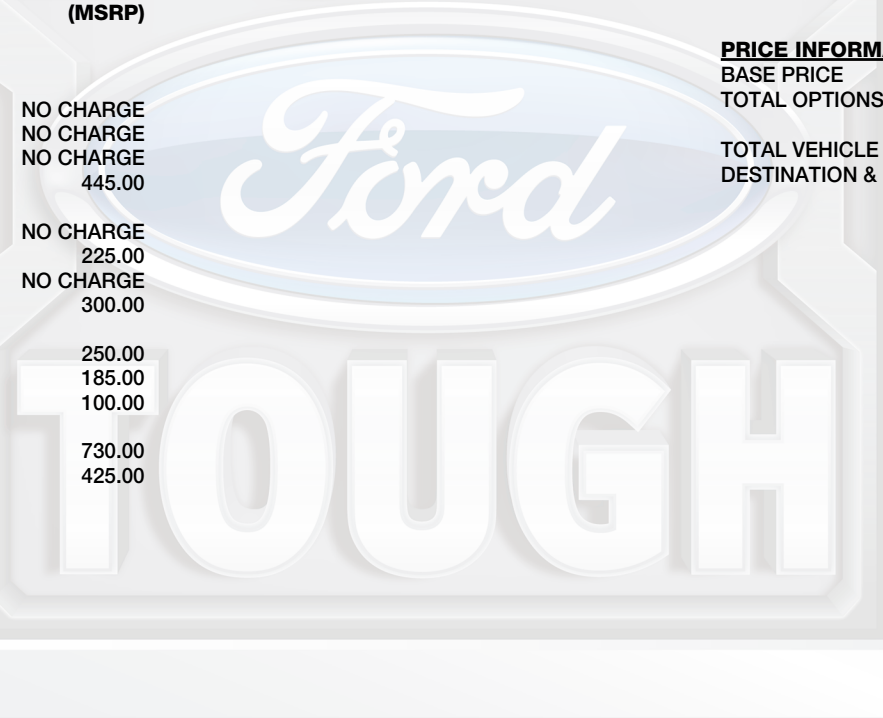 (MSRP)
NO CHARGE
NO CHARGE
NO CHARGE
445.00
NO CHARGE
225.00
NO CHARGE
300.00
250.00
185.00
100.00
730.00
425.00
PRICE INFORMA
BASE PRICE
TOTAL OPTIONS
TOTAL VEHICLE
DESTINATION &
Ford
TOUGH